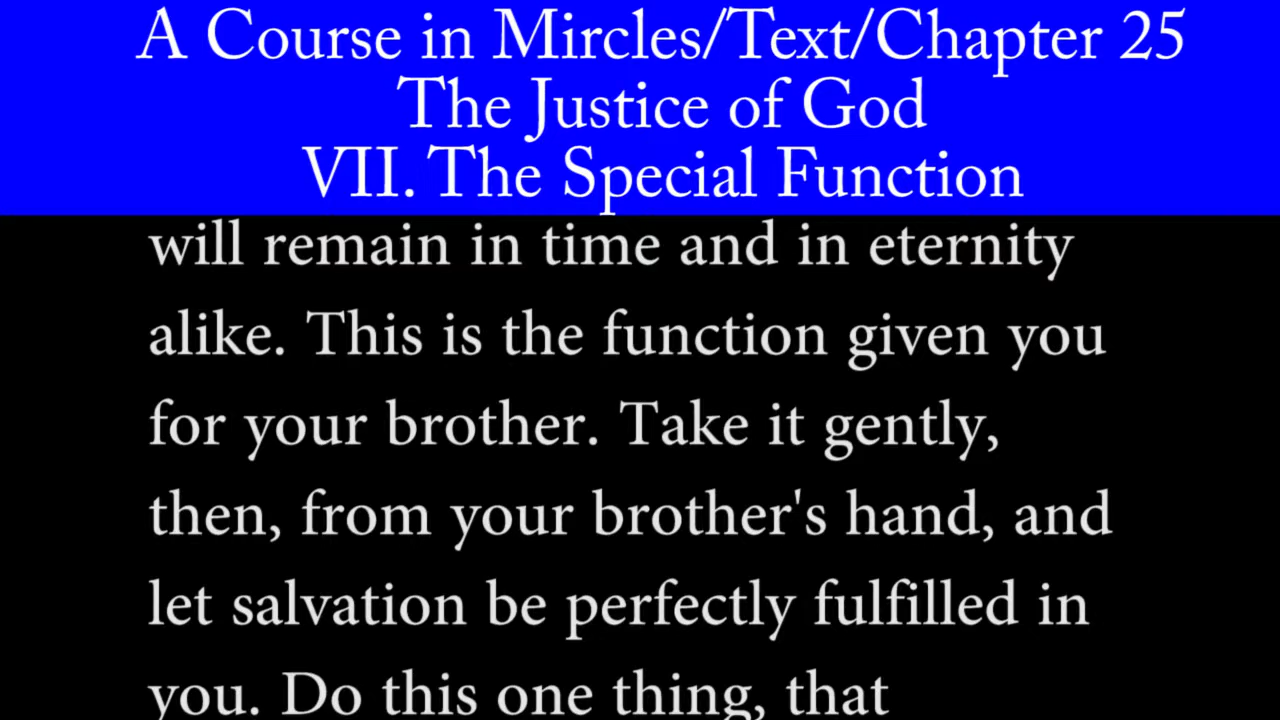 A Course in Mircles/Text/Chapter 25
The Justice of God
VII. The Special Function
will remain in time and in eternity
alike. This is the function given you
for your brother. Take it gently,
then, from your brother's hand, and
let salvation be perfectly fulfilled in
you. Do this one thing, that